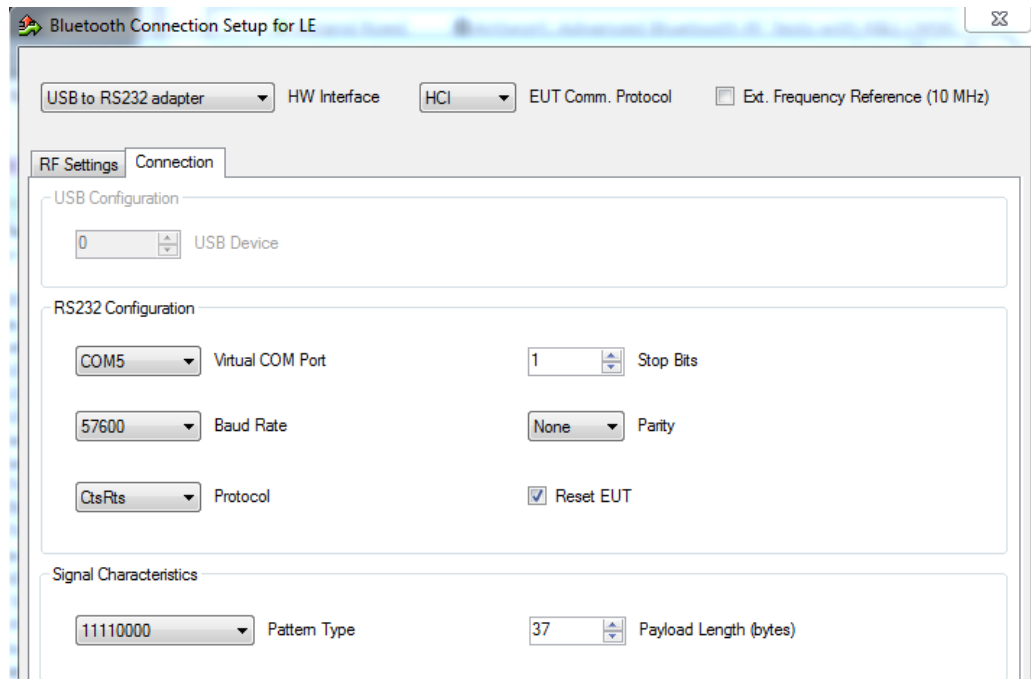 Bluetooth Connection Setup for LE
USB to RS232 adapter HW Interface HCI EUT Comm. Protocol Ext. Frequency Reference (10 MHz)
RF Settings Connection
USB Configuration
0 USB Device
RS232 Configuration
COM5 Virtual COM Port 1 Stop Bits
57600 Baud Rate None Parity
CtsRts Protocol Reset EUT
Signal Characteristics
11110000 Pattern Type 37 Payload Length (bytes)